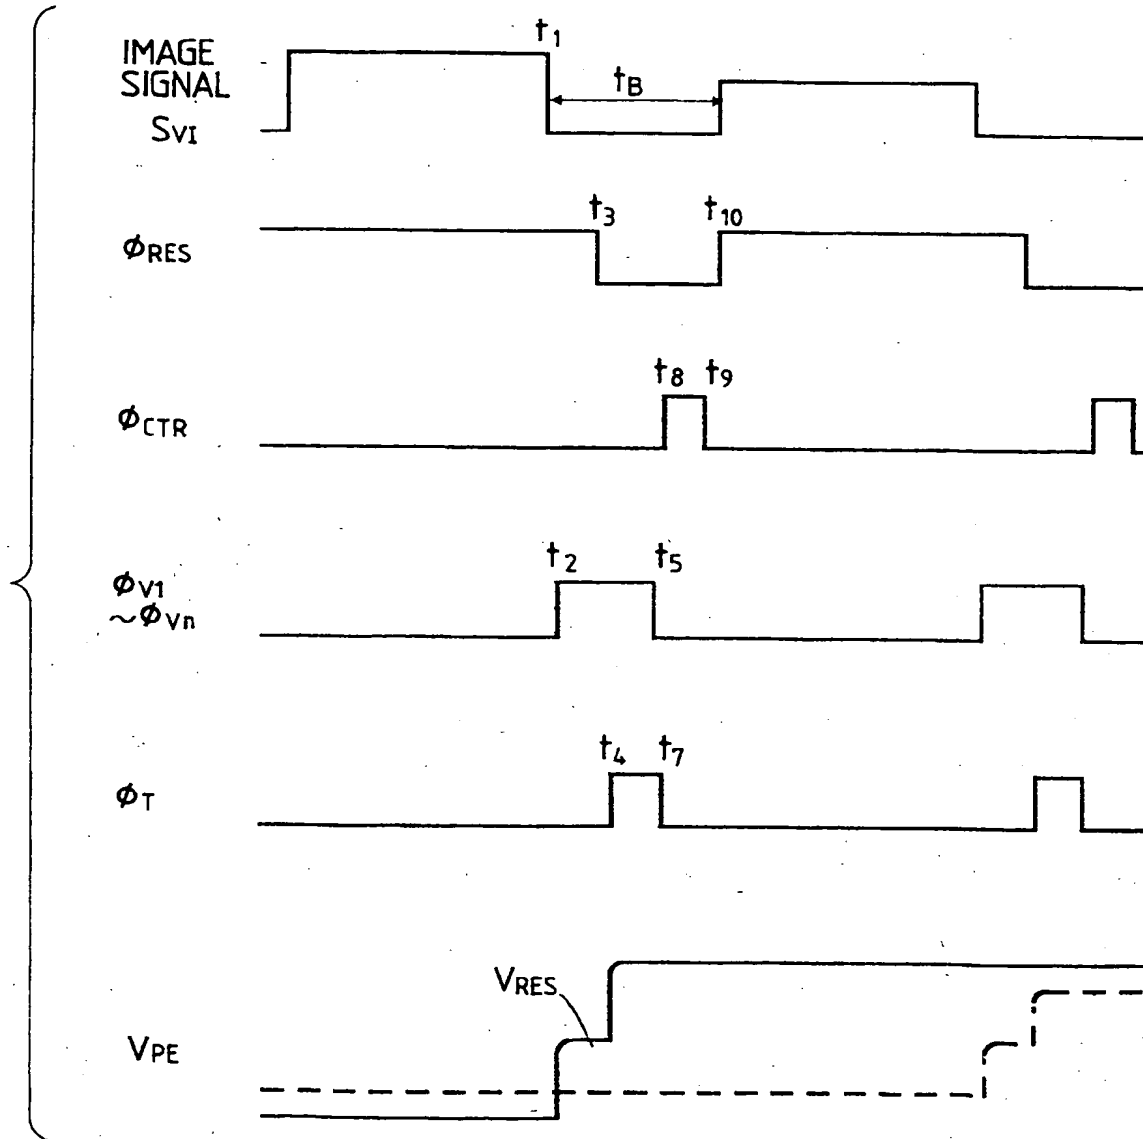 t1
IMAGE
SIGNAL
SVI
tB
t3 t10
ϕRES
t8 t9
ϕCTR
t2 t5
ϕV1
~ϕVn
t4 t7
ϕT
VRES
VPE